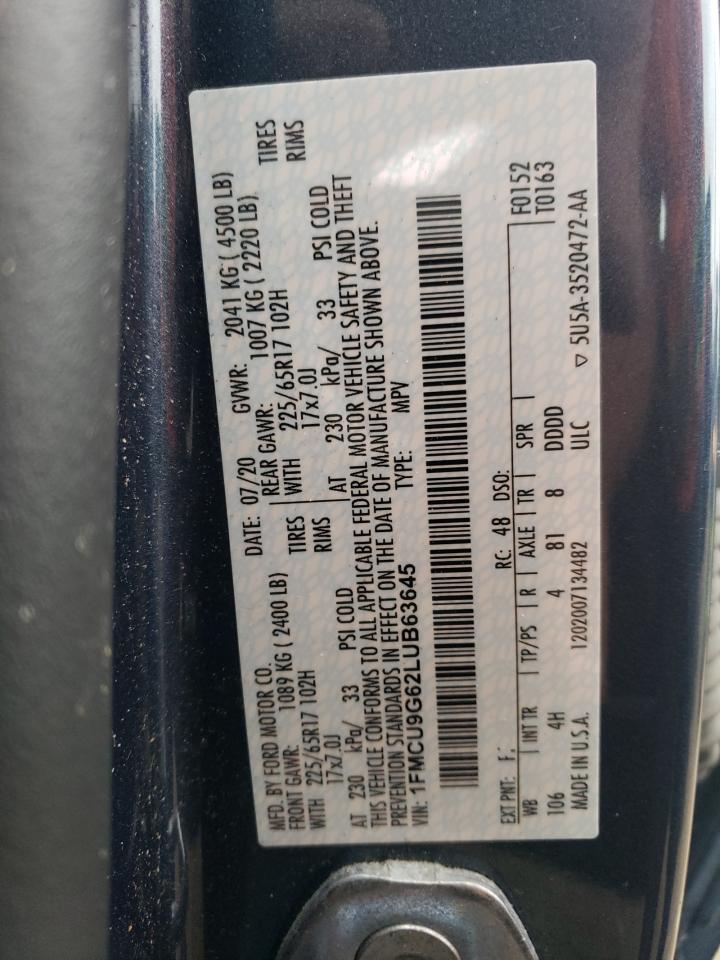 MFD. BY FORD MOTOR CO. DATE: 07/20 GVWR: 2041 KG ( 4500 LB)
FRONT GAWR: 1089 KG ( 2400 LB) REAR GAWR: 1007 KG ( 2220 LB)
WITH 225/65R17 102H TIRES WITH 225/65R17 102H TIRES
17x7.0J RIMS 17x7.0J RIMS
AT 230 kPa/ 33 PSI COLD AT 230 kPa/ 33 PSI COLD
THIS VEHICLE CONFORMS TO ALL APPLICABLE FEDERAL MOTOR VEHICLE SAFETY AND THEFT
PREVENTION STANDARDS IN EFFECT ON THE DATE OF MANUFACTURE SHOWN ABOVE.
VIN: 1FMCU9G62LUB63645 TYPE: MPV
EXT PNT: RC: 48 DSO:
WB INT TR TP/PS R AXLE TR SPR F0152
106 4H 4 81 8 DDDD T0163
MADE IN U.S.A. 1202007134482 ULC ▽ 5U5A-3520472-AA